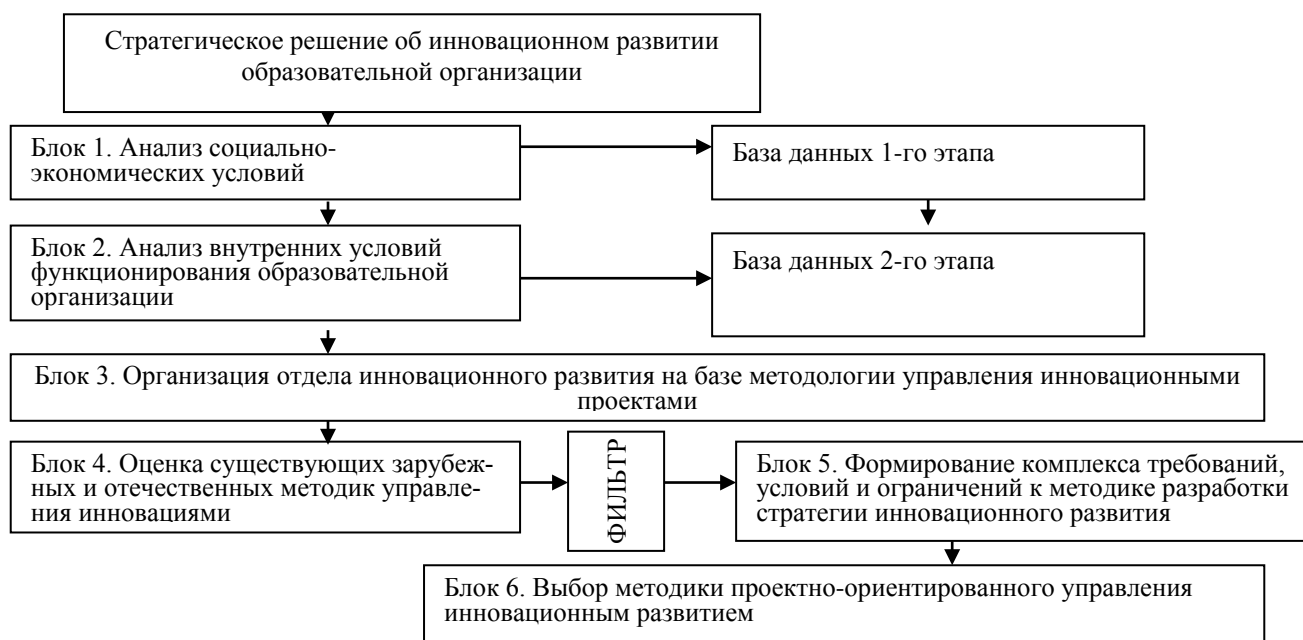 Стратегическое решение об инновационном развитии
образовательной организации
Блок 1. Анализ социально-
экономических условий
База данных 1-го этапа
Блок 2. Анализ внутренних условий
функционирования образовательной
организации
База данных 2-го этапа
Блок 3. Организация отдела инновационного развития на базе методологии управления инновационными
проектами
Блок 4. Оценка существующих зарубеж-
ных и отечественных методик управле-
ния инновациями
ФИЛЬТР
Блок 5. Формирование комплекса требований,
условий и ограничений к методике разработки
стратегии инновационного развития
Блок 6. Выбор методики проектно-ориентированного управления
инновационным развитием